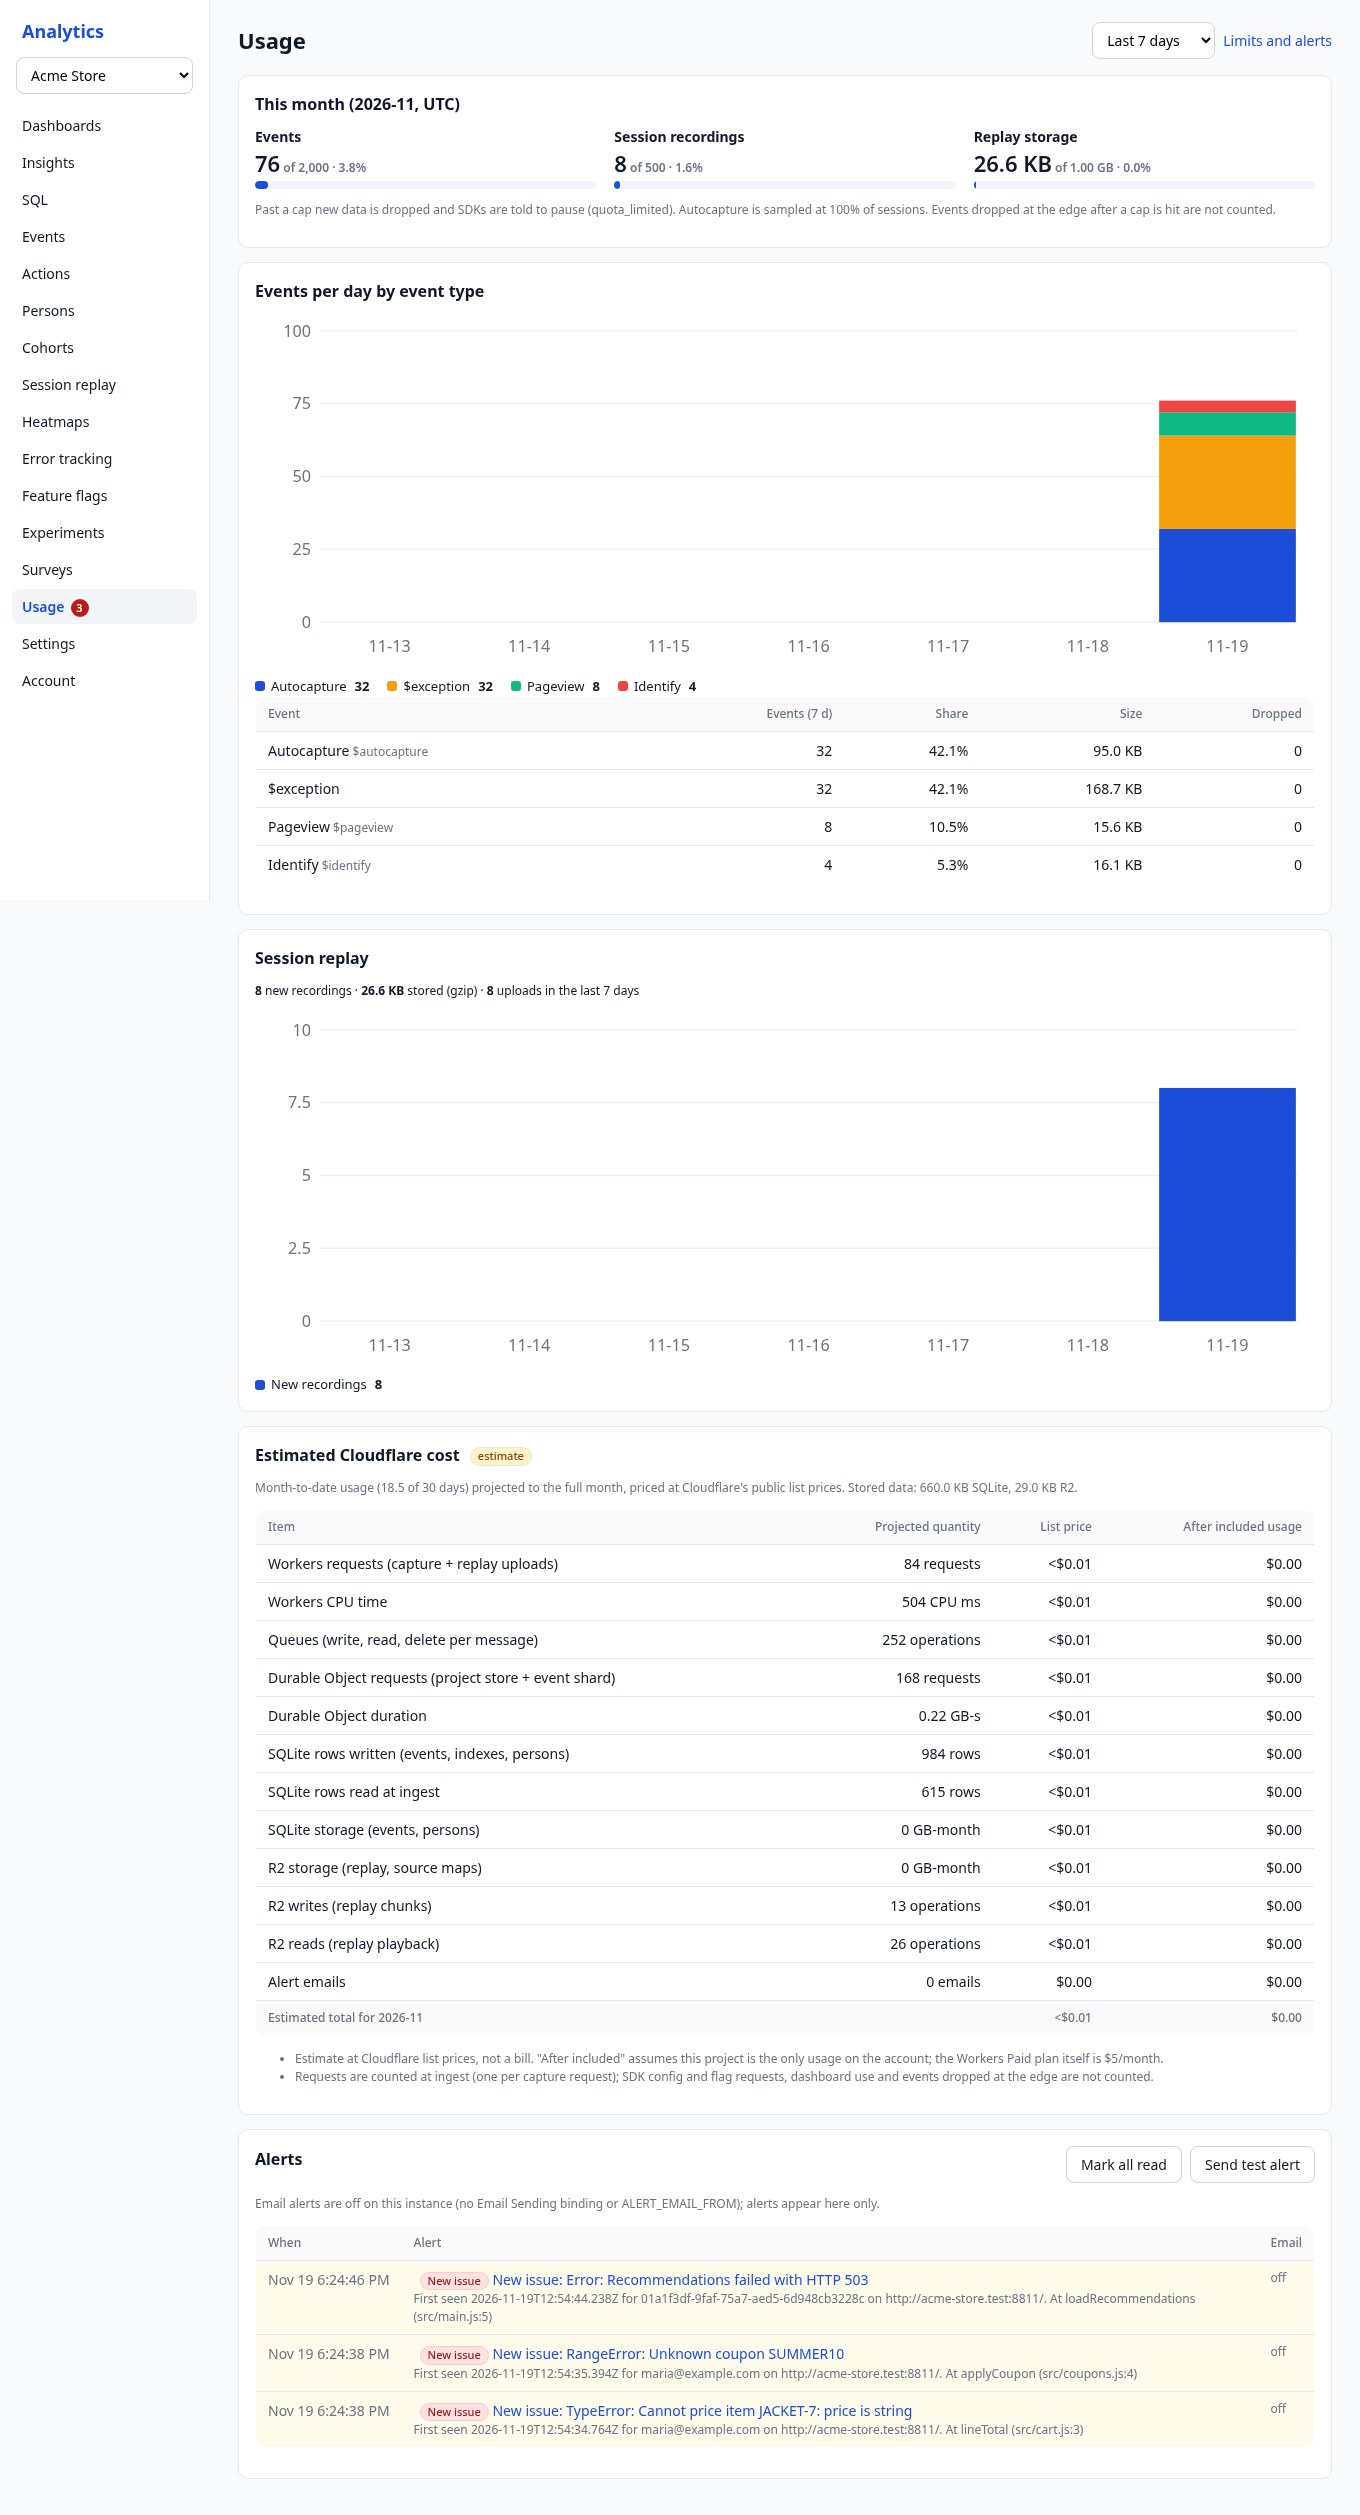 Analytics
Acme Store
Dashboards
Insights
SQL
Events
Actions
Persons
Cohorts
Session replay
Heatmaps
Error tracking
Feature flags
Experiments
Surveys
Usage 3
Settings
Account
Usage
Last 7 days
Limits and alerts
This month (2026-11, UTC)
Events
76 of 2,000 · 3.8%
Session recordings
8 of 500 · 1.6%
Replay storage
26.6 KB of 1.00 GB · 0.0%
Past a cap new data is dropped and SDKs are told to pause (quota_limited). Autocapture is sampled at 100% of sessions. Events dropped at the edge after a cap is hit are not counted.
Events per day by event type
100
75
50
25
0
11-13 11-14 11-15 11-16 11-17 11-18 11-19
Autocapture 32 $exception 32 Pageview 8 Identify 4
Event Events (7 d) Share Size Dropped
Autocapture $autocapture 32 42.1% 95.0 KB 0
$exception 32 42.1% 168.7 KB 0
Pageview $pageview 8 10.5% 15.6 KB 0
Identify $identify 4 5.3% 16.1 KB 0
Session replay
8 new recordings · 26.6 KB stored (gzip) · 8 uploads in the last 7 days
10
7.5
5
2.5
0
11-13 11-14 11-15 11-16 11-17 11-18 11-19
New recordings 8
Estimated Cloudflare cost estimate
Month-to-date usage (18.5 of 30 days) projected to the full month, priced at Cloudflare's public list prices. Stored data: 660.0 KB SQLite, 29.0 KB R2.
Item Projected quantity List price After included usage
Workers requests (capture + replay uploads) 84 requests <$0.01 $0.00
Workers CPU time 504 CPU ms <$0.01 $0.00
Queues (write, read, delete per message) 252 operations <$0.01 $0.00
Durable Object requests (project store + event shard) 168 requests <$0.01 $0.00
Durable Object duration 0.22 GB-s <$0.01 $0.00
SQLite rows written (events, indexes, persons) 984 rows <$0.01 $0.00
SQLite rows read at ingest 615 rows <$0.01 $0.00
SQLite storage (events, persons) 0 GB-month <$0.01 $0.00
R2 storage (replay, source maps) 0 GB-month <$0.01 $0.00
R2 writes (replay chunks) 13 operations <$0.01 $0.00
R2 reads (replay playback) 26 operations <$0.01 $0.00
Alert emails 0 emails $0.00 $0.00
Estimated total for 2026-11 <$0.01 $0.00
• Estimate at Cloudflare list prices, not a bill. "After included" assumes this project is the only usage on the account; the Workers Paid plan itself is $5/month.
• Requests are counted at ingest (one per capture request); SDK config and flag requests, dashboard use and events dropped at the edge are not counted.
Alerts
Mark all read
Send test alert
Email alerts are off on this instance (no Email Sending binding or ALERT_EMAIL_FROM); alerts appear here only.
When Alert Email
Nov 19 6:24:46 PM New issue New issue: Error: Recommendations failed with HTTP 503 off
First seen 2026-11-19T12:54:44.238Z for 01a1f3df-9faf-75a7-aed5-6d948cb3228c on http://acme-store.test:8811/. At loadRecommendations
(src/main.js:5)
Nov 19 6:24:38 PM New issue New issue: RangeError: Unknown coupon SUMMER10 off
First seen 2026-11-19T12:54:35.394Z for maria@example.com on http://acme-store.test:8811/. At applyCoupon (src/coupons.js:4)
Nov 19 6:24:38 PM New issue New issue: TypeError: Cannot price item JACKET-7: price is string off
First seen 2026-11-19T12:54:34.764Z for maria@example.com on http://acme-store.test:8811/. At lineTotal (src/cart.js:3)